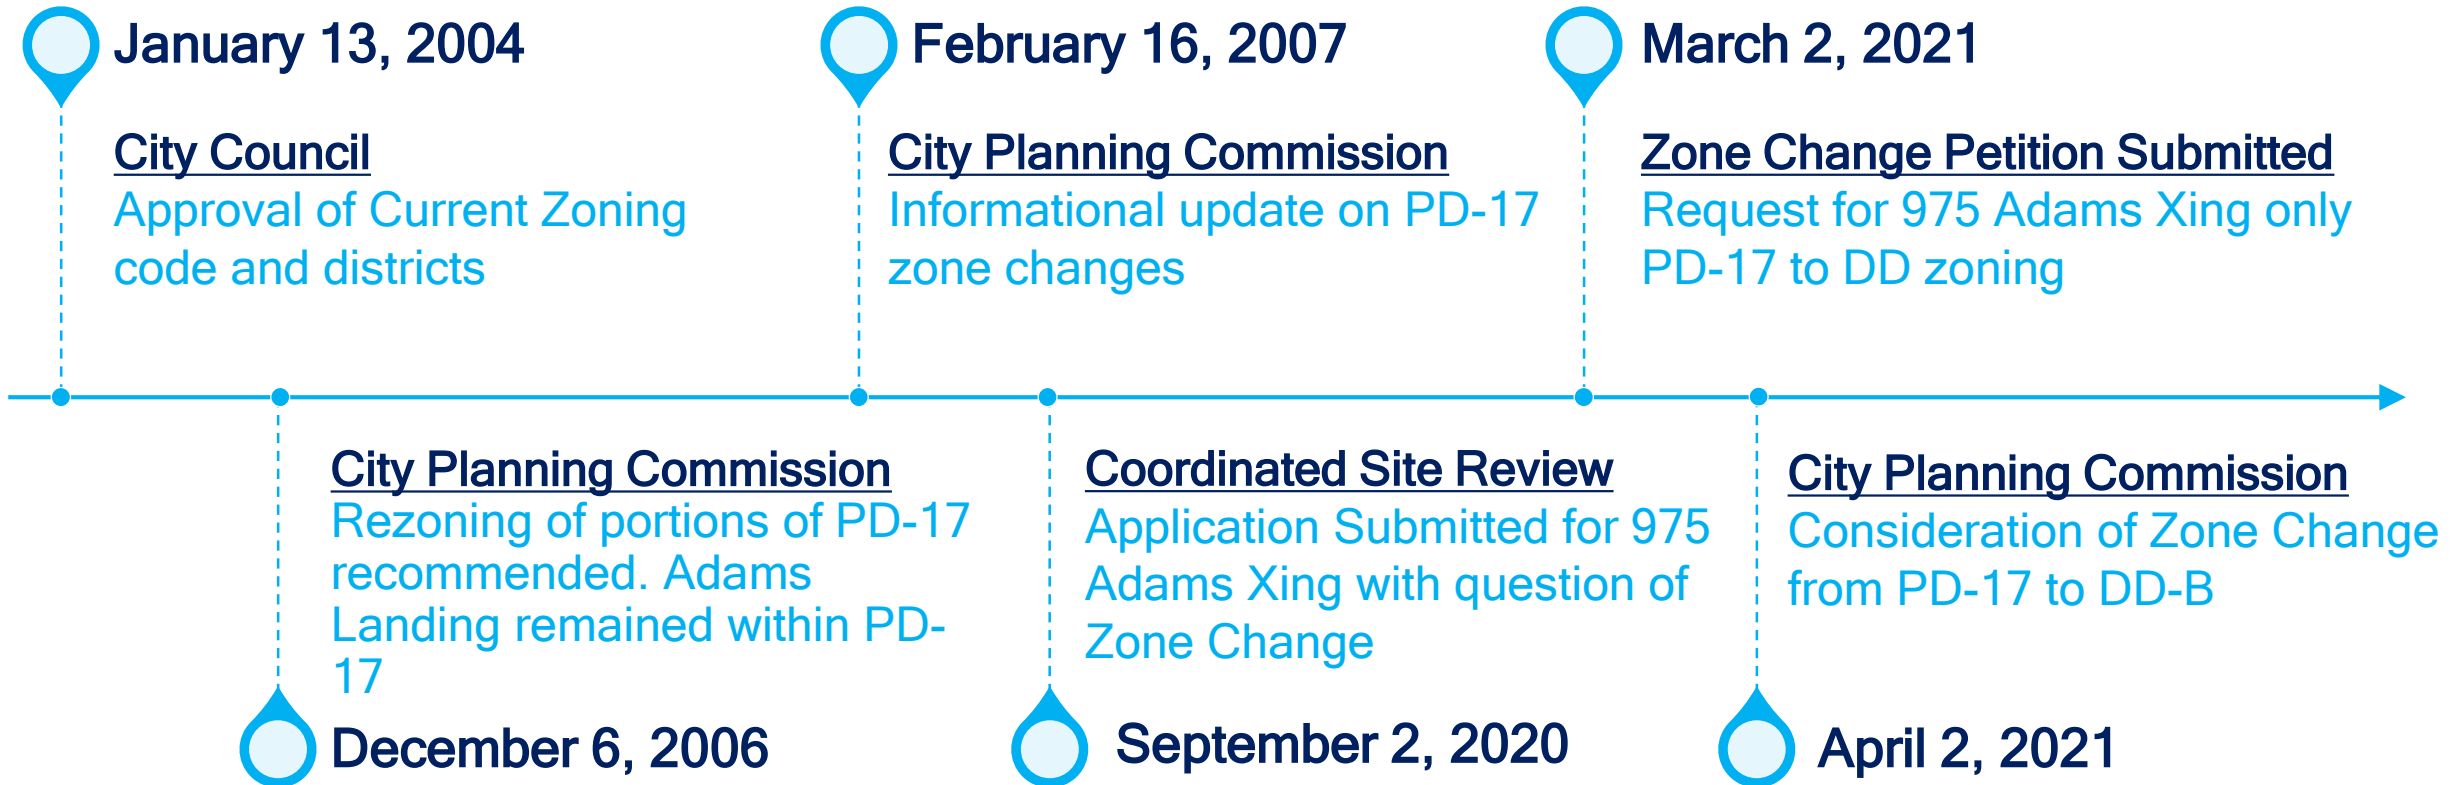 January 13, 2004
City Council
Approval of Current Zoning
code and districts
February 16, 2007
City Planning Commission
Informational update on PD-17
zone changes
March 2, 2021
Zone Change Petition Submitted
Request for 975 Adams Xing only
PD-17 to DD zoning
City Planning Commission
Rezoning of portions of PD-17
recommended. Adams
Landing remained within PD-
17
December 6, 2006
Coordinated Site Review
Application Submitted for 975
Adams Xing with question of
Zone Change
September 2, 2020
City Planning Commission
Consideration of Zone Change
from PD-17 to DD-B
April 2, 2021